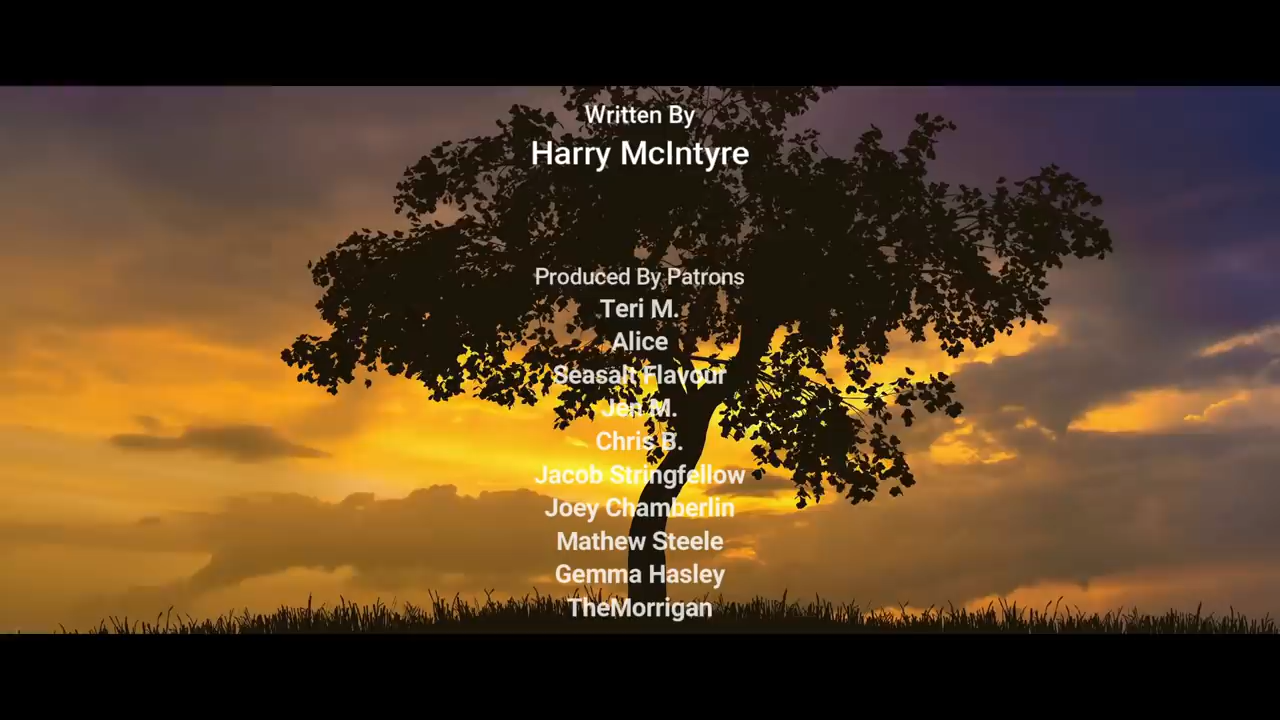 Written By
Harry McIntyre
Produced By Patrons
Teri M.
Alice
Seasalt Flavour
Jen M.
Chris B.
Jacob Stringfellow
Joey Chamberlin
Mathew Steele
Gemma Hasley
TheMorrigan